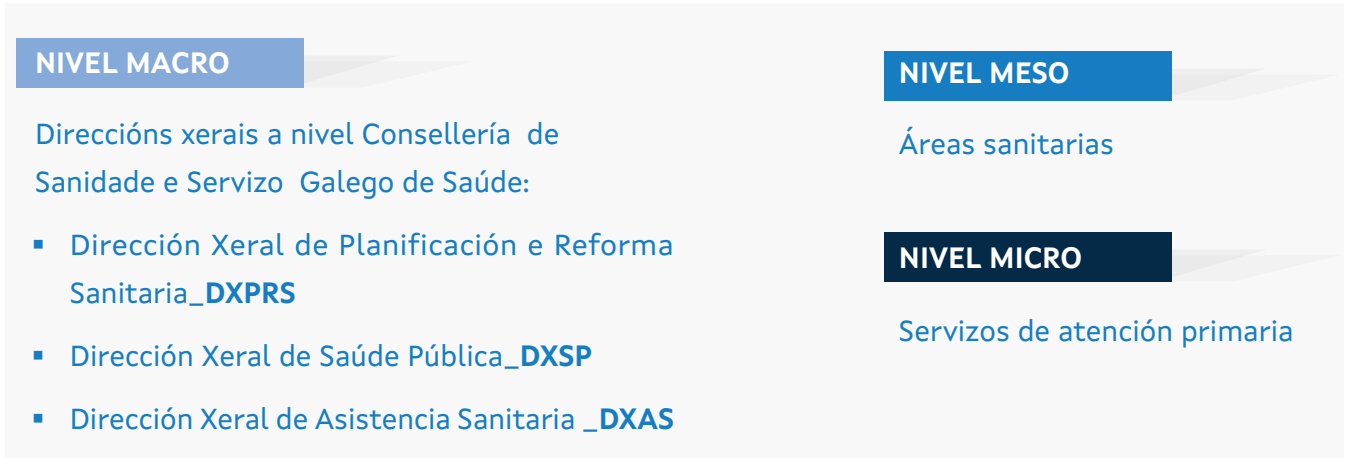 NIVEL MACRO
Direccións xerais a nivel Consellería de
Sanidade e Servizo Galego de Saúde:
▪ Dirección Xeral de Planificación e Reforma
Sanitaria_DXPRS
▪ Dirección Xeral de Saúde Pública_DXSP
▪ Dirección Xeral de Asistencia Sanitaria _DXAS
NIVEL MESO
Áreas sanitarias
NIVEL MICRO
Servizos de atención primaria